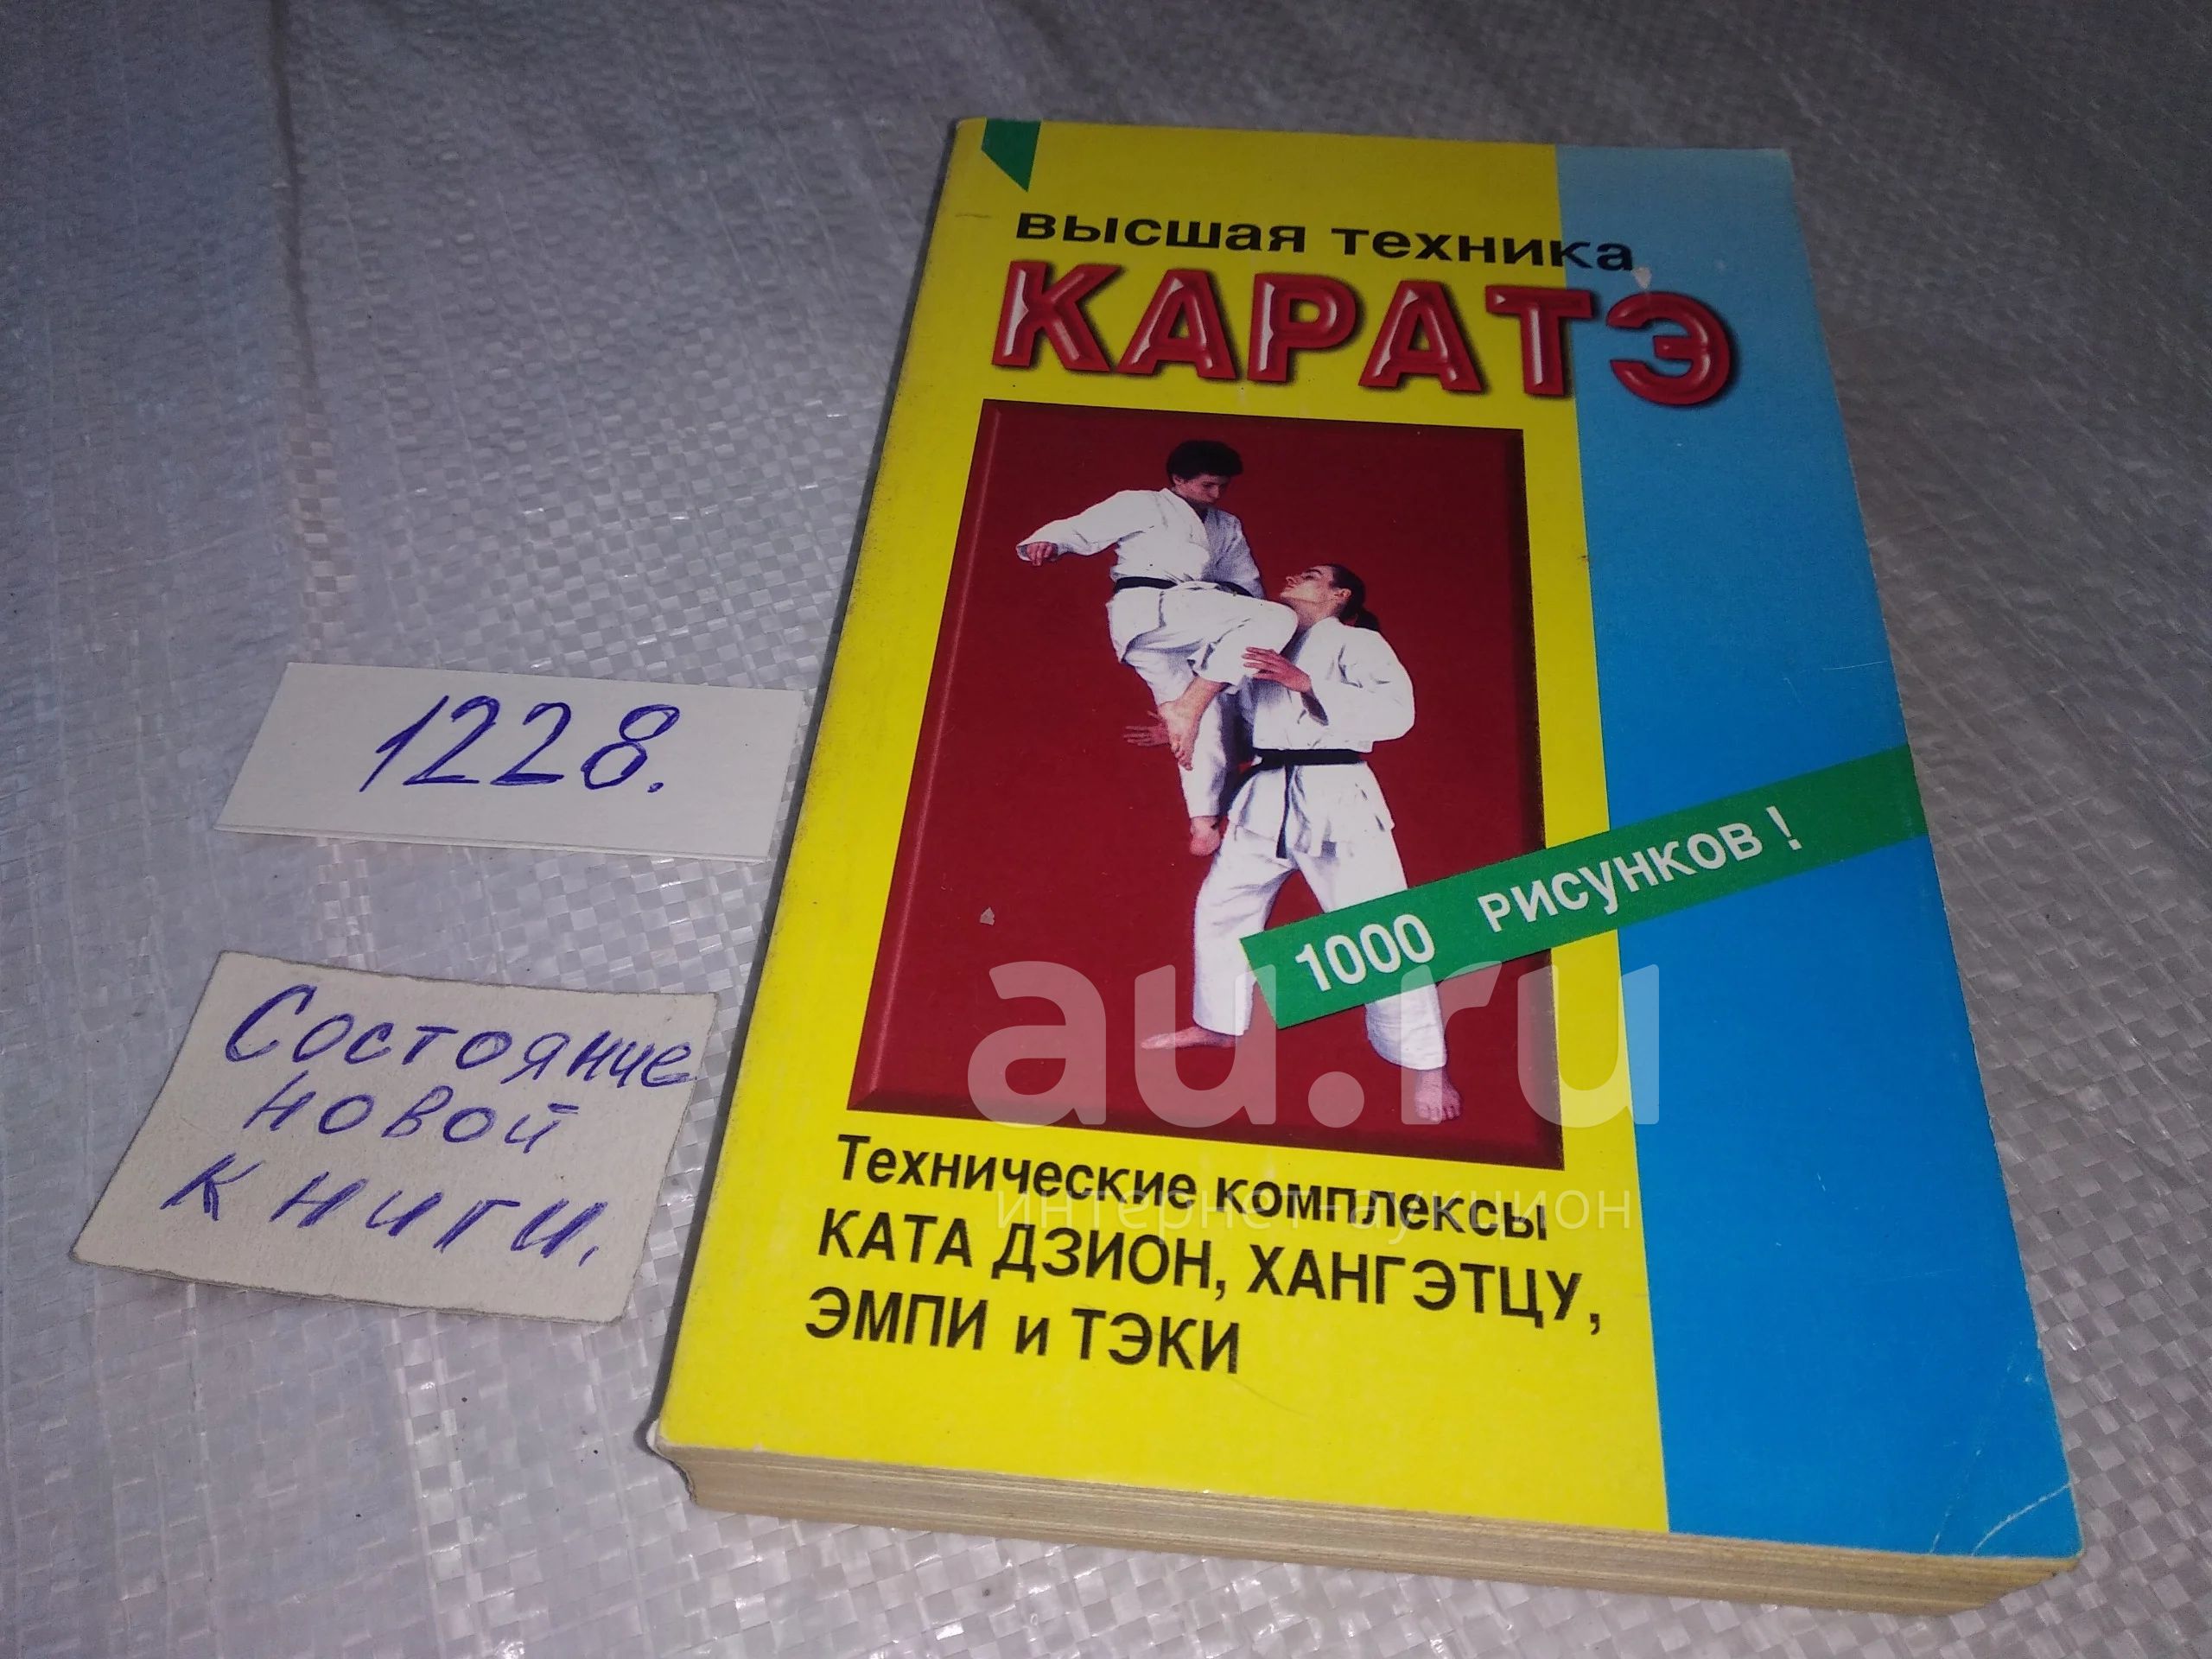 высшая техника
КАРАТЭ
1228.
1000 рисунков!
Состояние
новой
книги.
au.ru
интернет-аукцион
Технические комплексы
КАТА ДЗИОН, ХАНГЭТЦУ,
ЭМПИ и ТЭКИ